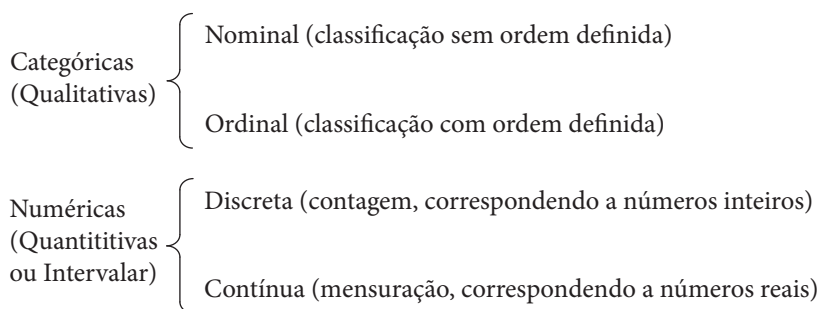 Categóricas
(Qualitativas)
Nominal (classificação sem ordem definida)
Ordinal (classificação com ordem definida)
Numéricas
(Quantititivas
ou Intervalar)
Discreta (contagem, correspondendo a números inteiros)
Contínua (mensuração, correspondendo a números reais)